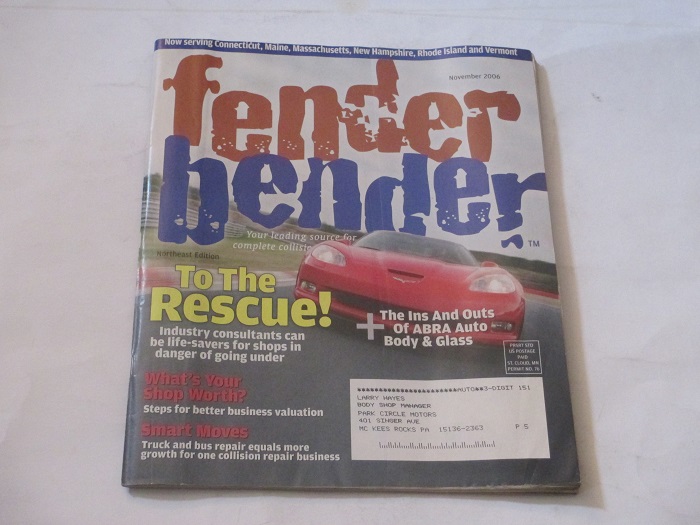 Now serving Connecticut, Maine, Massachusetts, New Hampshire, Rhode Island and Vermont
November 2006
fender
bender
TM
Your leading source for
complete collision
Northeast Edition
To The
Rescue!
Industry consultants can
be life-savers for shops in
danger of going under
+ The Ins And Outs
Of ABRA Auto
Body & Glass
What's Your
Shop Worth?
Steps for better business valuation
Smart Moves
Truck and bus repair equals more
growth for one collision repair business
PRSRT STD
US POSTAGE
PAID
ST. CLOUD, MN
PERMIT NO. 76
AUTO**3-DIGIT 151
LARRY HAYES
BODY SHOP MANAGER
PARK CIRCLE MOTORS
401 SINGER AVE
MC KEES ROCKS PA 15136-2363 P 5